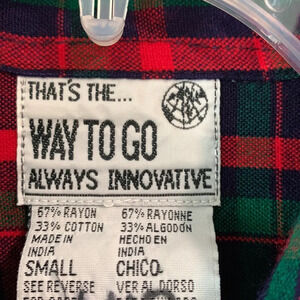 THAT'S THE...
WAY TO GO
ALWAYS INNOVATIVE
67% RAYON 67% RAYONNE
33% COTTON 33% ALGODÓN
MADE IN HECHO EN
INDIA INDIA
SMALL CHICO
SEE REVERSE VER AL DORSO